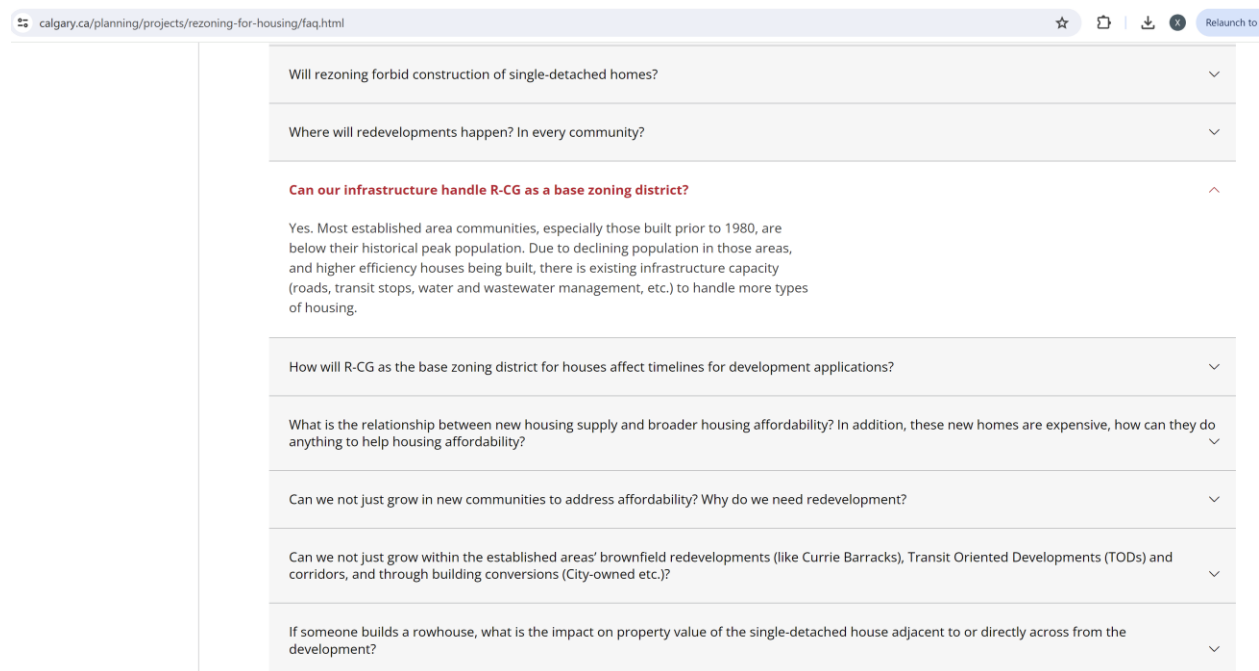 calgary.ca/planning/projects/rezoning-for-housing/faq.html
X
Relaunch to
Will rezoning forbid construction of single-detached homes?
Where will redevelopments happen? In every community?
Can our infrastructure handle R-CG as a base zoning district?
Yes. Most established area communities, especially those built prior to 1980, are
below their historical peak population. Due to declining population in those areas,
and higher efficiency houses being built, there is existing infrastructure capacity
(roads, transit stops, water and wastewater management, etc.) to handle more types
of housing.
How will R-CG as the base zoning district for houses affect timelines for development applications?
What is the relationship between new housing supply and broader housing affordability? In addition, these new homes are expensive, how can they do
anything to help housing affordability?
Can we not just grow in new communities to address affordability? Why do we need redevelopment?
Can we not just grow within the established areas’ brownfield redevelopments (like Currie Barracks), Transit Oriented Developments (TODs) and
corridors, and through building conversions (City-owned etc.)?
If someone builds a rowhouse, what is the impact on property value of the single-detached house adjacent to or directly across from the
development?